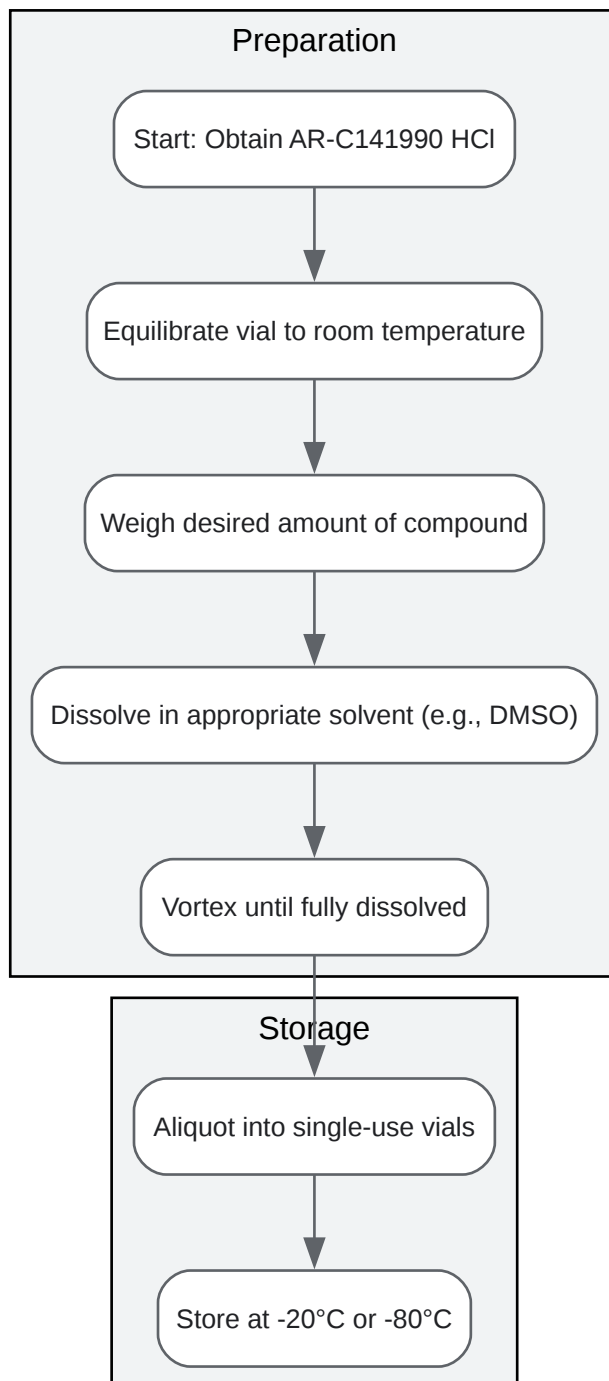 Preparation
Start: Obtain AR-C141990 HCl
Equilibrate vial to room temperature
Weigh desired amount of compound
Dissolve in appropriate solvent (e.g., DMSO)
Vortex until fully dissolved
Storage
Aliquot into single-use vials
Store at -20°C or -80°C